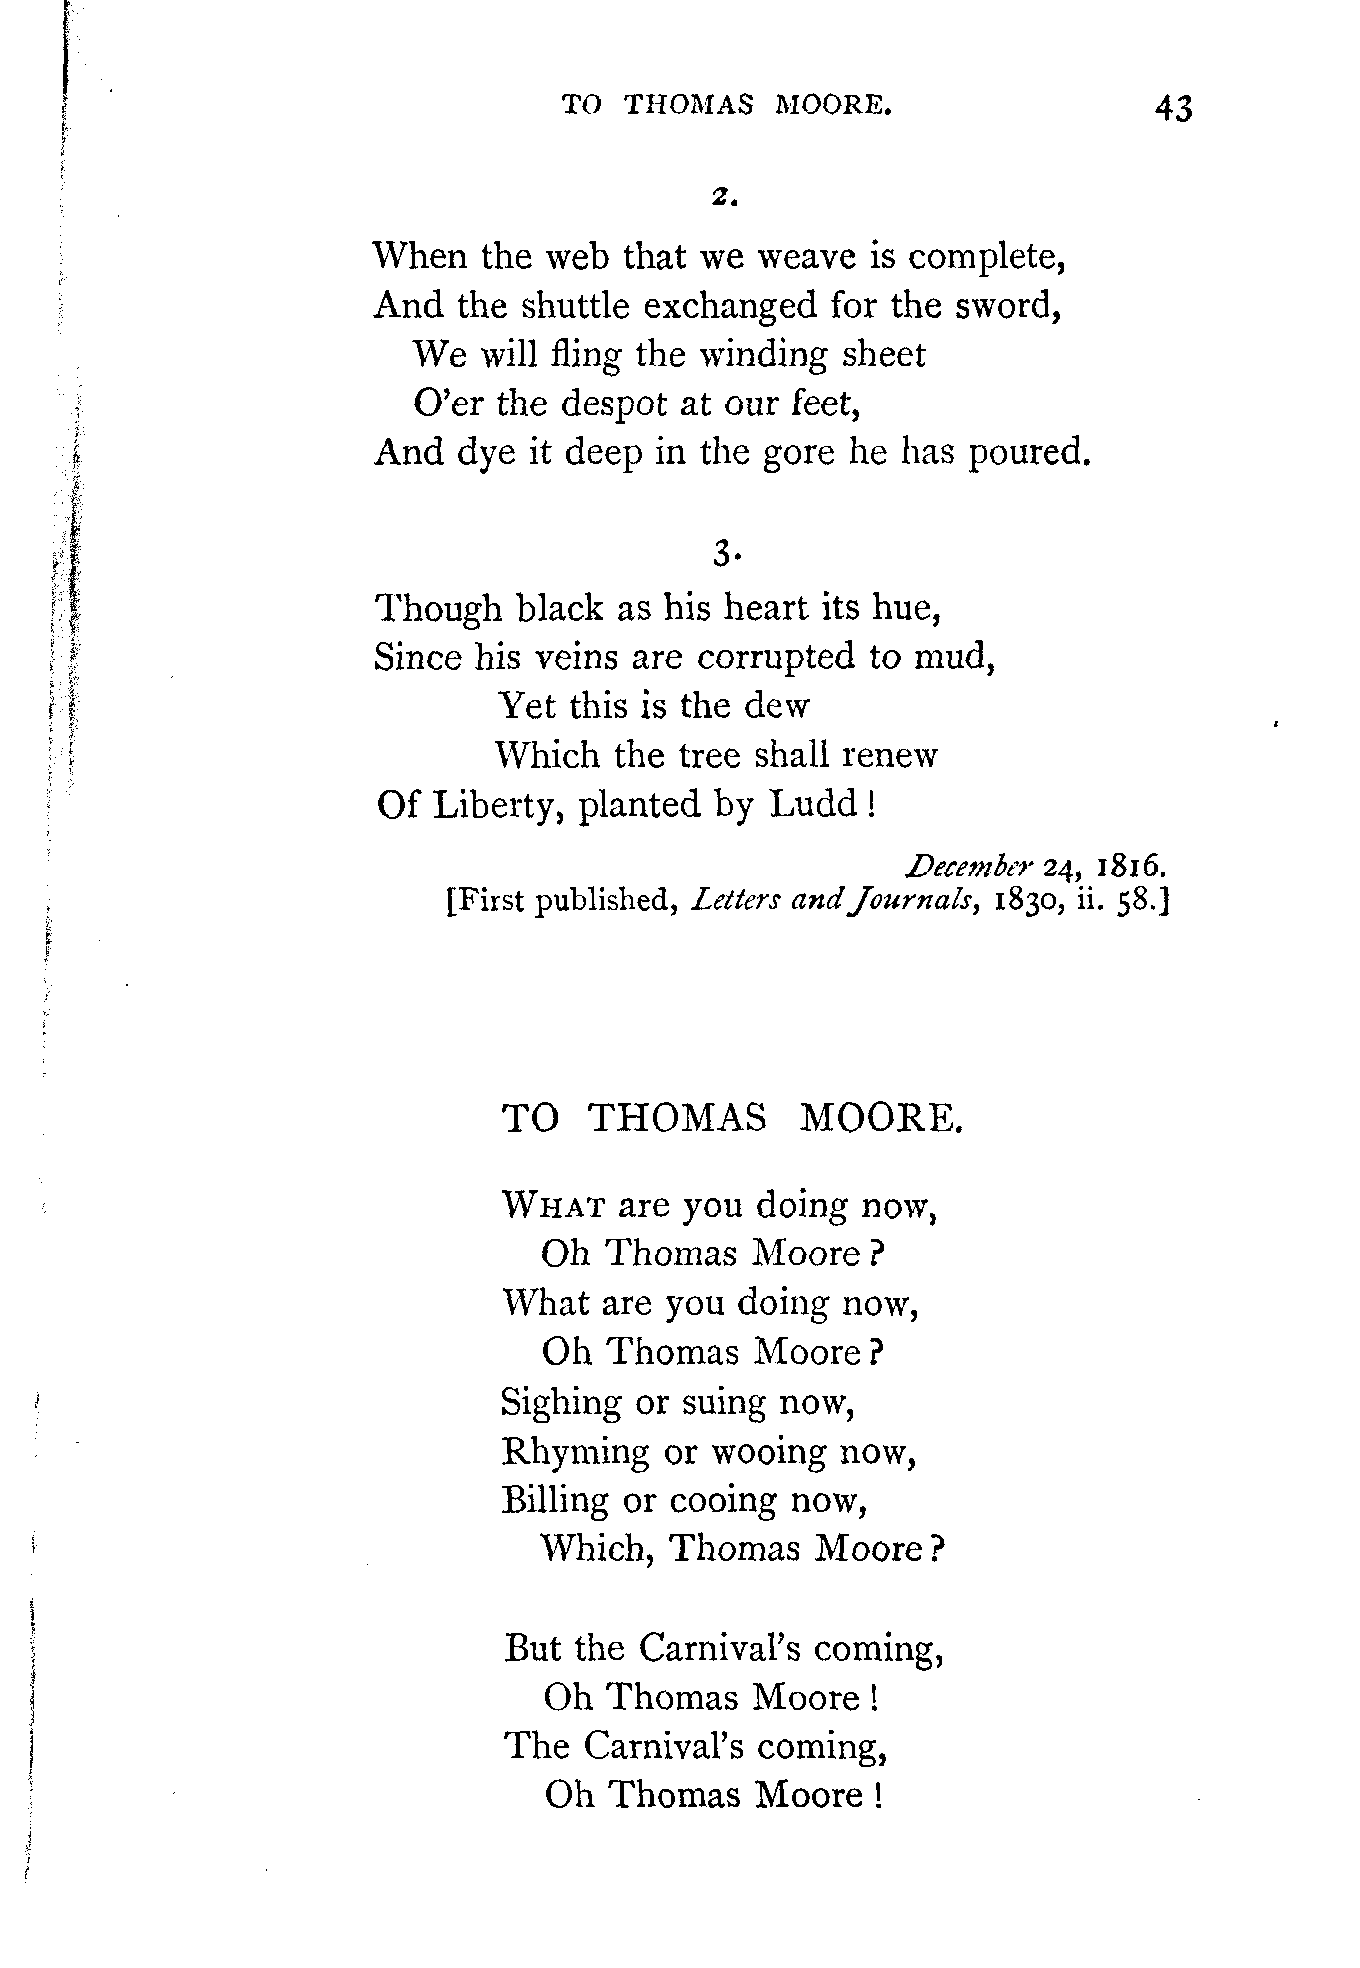 TO THOMAS MOORE. 43
2.
When the web that we weave is complete,
And the shuttle exchanged for the sword,
We will fling the winding sheet
O'er the despot at our feet,
And dye it deep in the gore he has poured.
3.
Though black as his heart its hue,
Since his veins are corrupted to mud,
Yet this is the dew
Which the tree shall renew
Of Liberty, planted by Ludd!
December 24, 1816.
[First published, Letters and Journals, 1830, ii. 58.]
TO THOMAS MOORE.
WHAT are you doing now,
Oh Thomas Moore?
What are you doing now,
Oh Thomas Moore?
Sighing or suing now,
Rhyming or wooing now,
Billing or cooing now,
Which, Thomas Moore?
But the Carnival's coming,
Oh Thomas Moore!
The Carnival's coming,
Oh Thomas Moore!